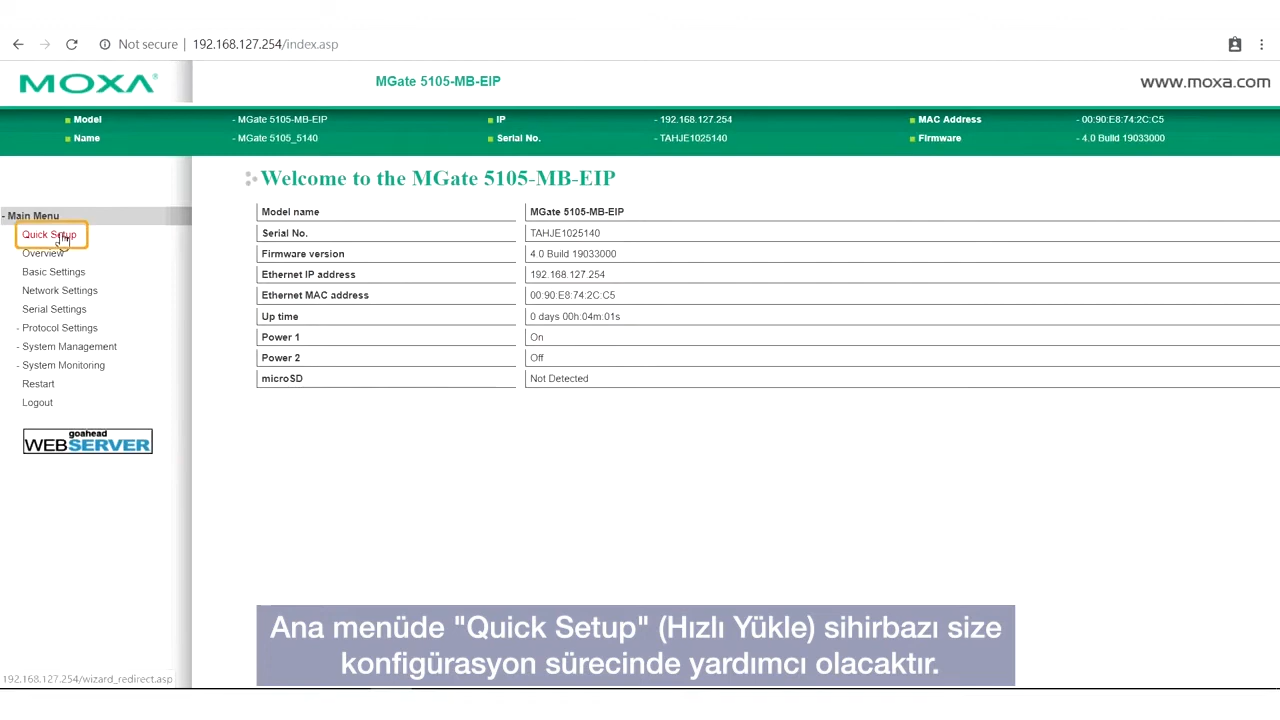 Not secure | 192.168.127.254/index.asp
MOXA® MGate 5105-MB-EIP www.moxa.com
Model - MGate 5105-MB-EIP IP - 192.168.127.254 MAC Address - 00:90:E8:74:2C:C5
Name - MGate 5105_5140 Serial No. - TAHJE1025140 Firmware - 4.0 Build 19033000
Welcome to the MGate 5105-MB-EIP
- Main Menu
Quick Setup
Overview
Basic Settings
Network Settings
Serial Settings
- Protocol Settings
- System Management
- System Monitoring
Restart
Logout
goahead
WEBSERVER
Model name MGate 5105-MB-EIP
Serial No. TAHJE1025140
Firmware version 4.0 Build 19033000
Ethernet IP address 192.168.127.254
Ethernet MAC address 00:90:E8:74:2C:C5
Up time 0 days 00h:04m:01s
Power 1 On
Power 2 Off
microSD Not Detected
Ana menüde "Quick Setup" (Hızlı Yükle) sihirbazı size
konfigürasyon sürecinde yardımcı olacaktır.
192.168.127.254/wizard_redirect.asp